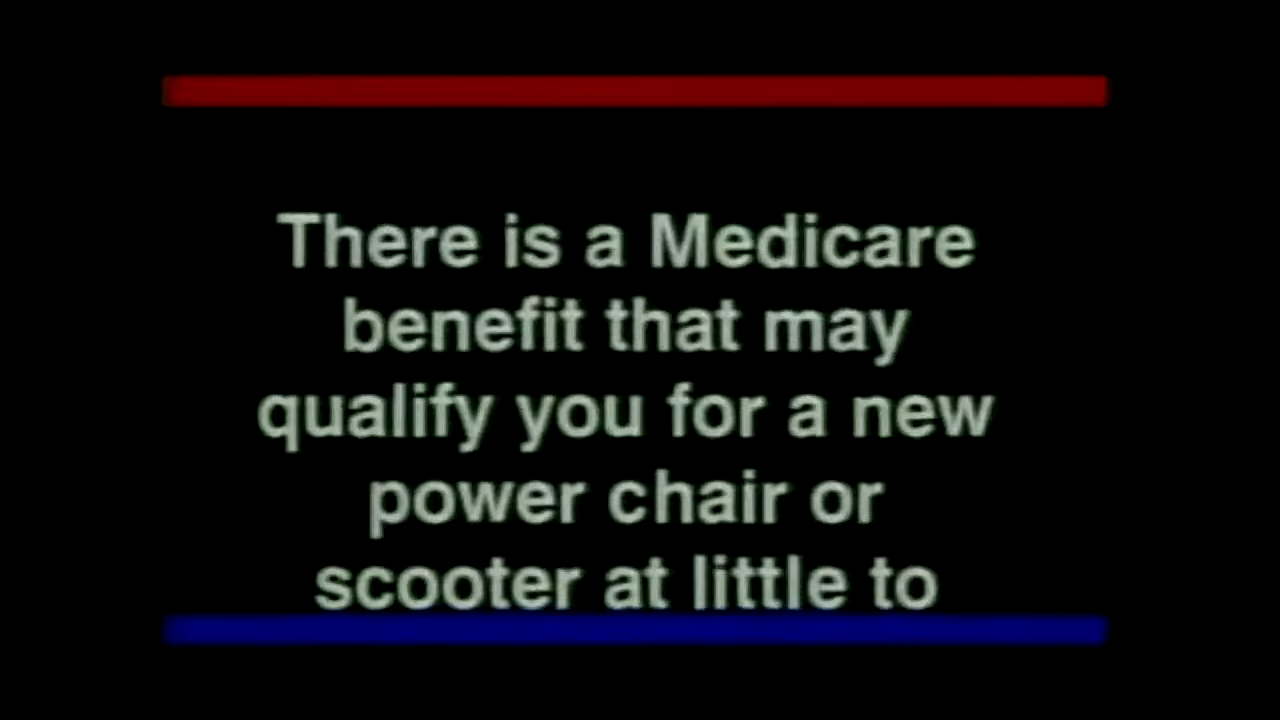 There is a Medicare
benefit that may
qualify you for a new
power chair or
scooter at little to